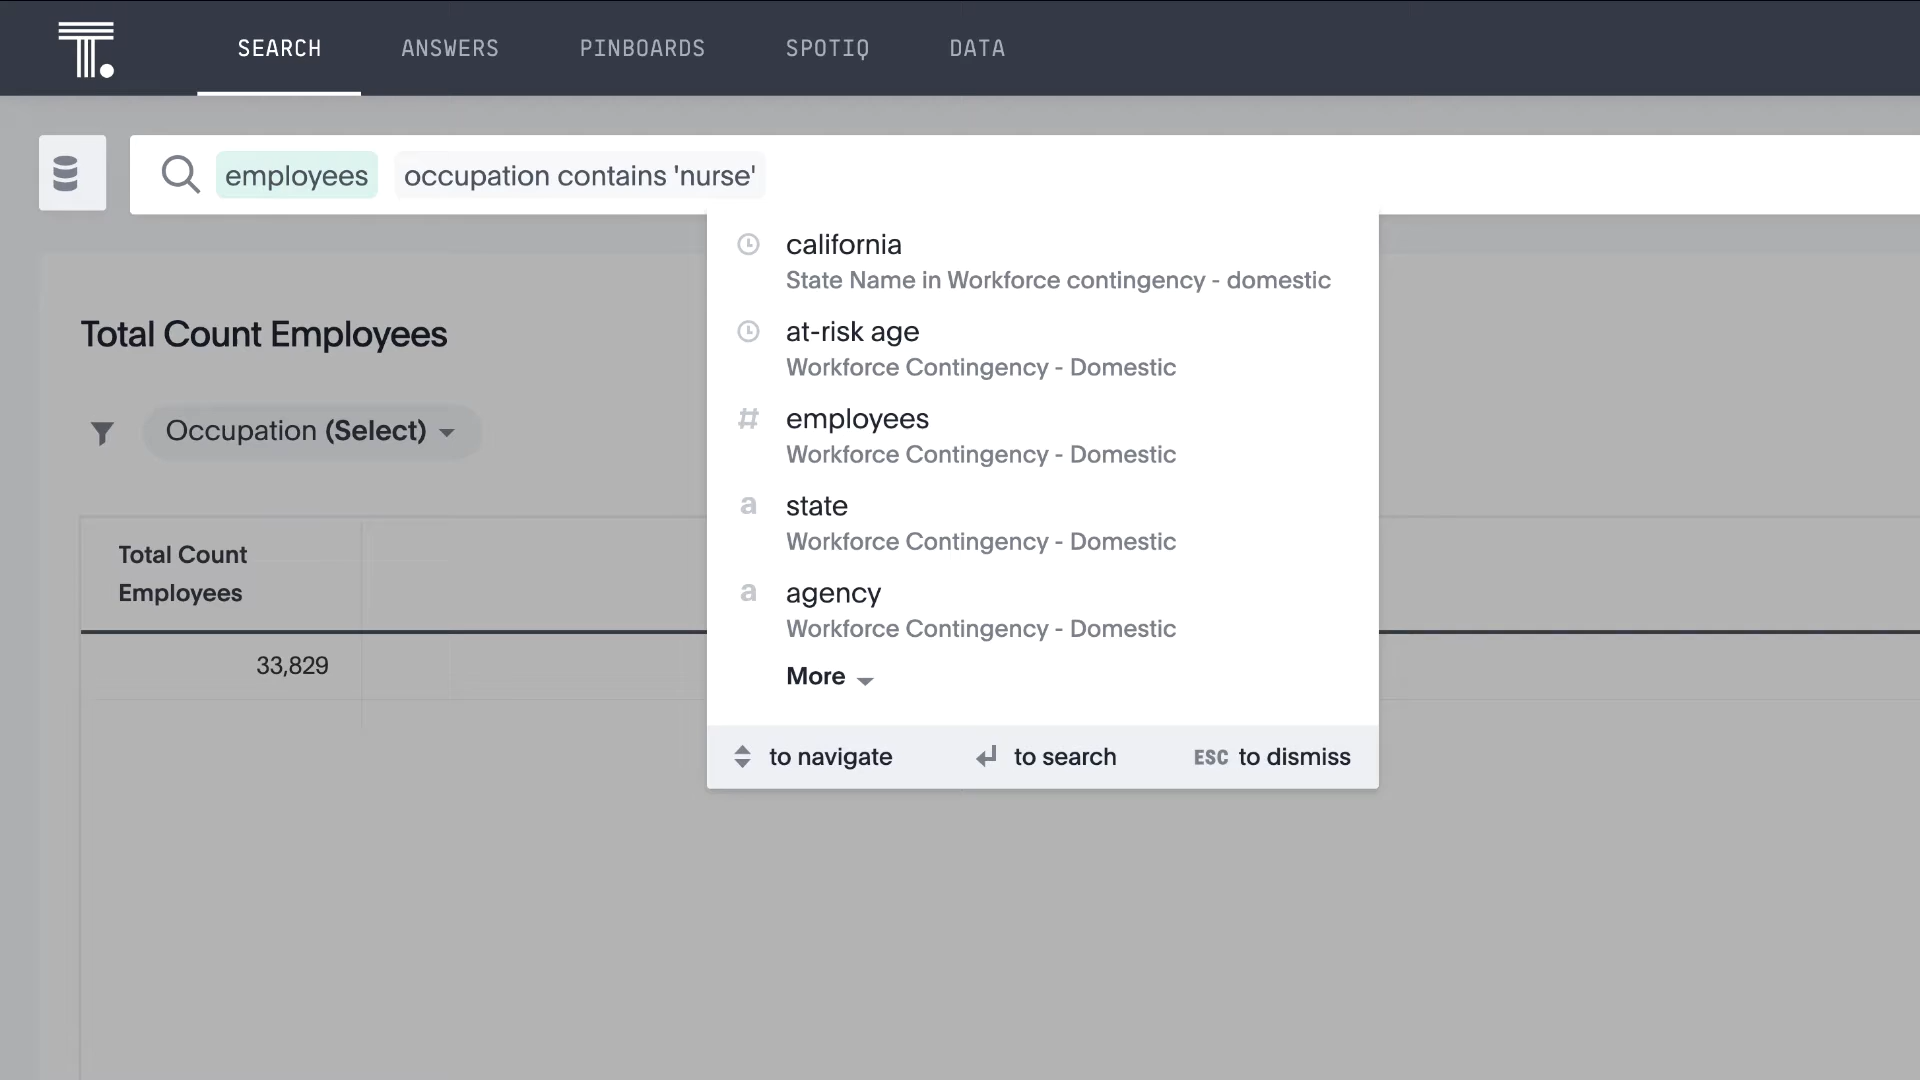 SEARCH ANSWERS PINBOARDS SPOTIQ DATA
employees occupation contains 'nurse'
california
State Name in Workforce contingency - domestic
at-risk age
Workforce Contingency - Domestic
# employees
Workforce Contingency - Domestic
a state
Workforce Contingency - Domestic
a agency
Workforce Contingency - Domestic
More
to navigate to search ESC to dismiss
Total Count Employees
Occupation (Select)
Total Count
Employees
33,829